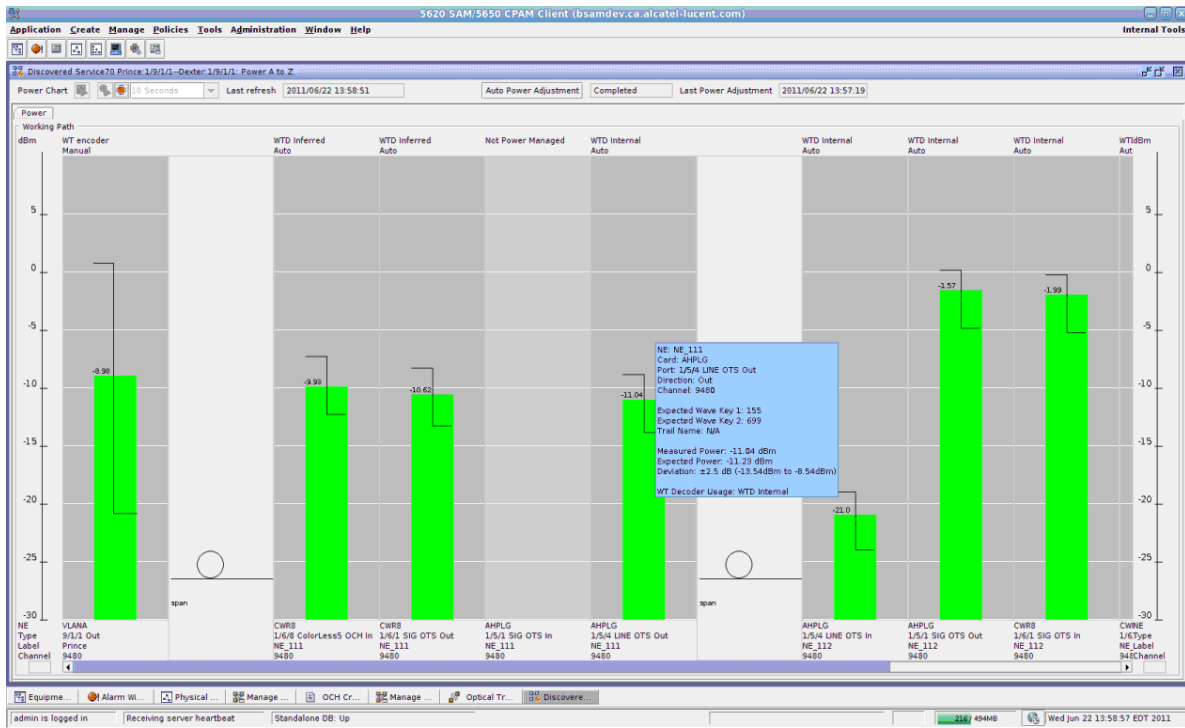 5620 SAM/5650 CPAM Client (bsamdev.ca.alcatel-lucent.com)
Application Create Manage Policies Tools Administration Window Help Internal Tools
Discovered Service70 Prince:1/9/1/1--Dexter:1/9/1/1: Power A to Z
Power Chart 10 Seconds Last refresh 2011/06/22 13:58:51 Auto Power Adjustment Completed Last Power Adjustment 2011/06/22 13:57:19
Power
Working Path
dBm WT encoder WTD Inferred WTD Inferred Not Power Managed WTD Internal WTD Internal WTD Internal WTD Internal WTIdBm
Manual Auto Auto Auto Auto Auto Auto Aut
5 5
0 0
-1.57 -1.99
-5 -5
-8.98 -9.93 -10.62 -11.04
-10 -10
NE: NE_111
Card: AHPLG
Port: 1/5/4 LINE OTS Out
Direction: Out
Channel: 9480
Expected Wave Key 1: 155
Expected Wave Key 2: 699
Trail Name: N/A
Measured Power: -11.04 dBm
Expected Power: -11.23 dBm
Deviation: ±2.5 dB (-13.54dBm to -8.54dBm)
WT Decoder Usage: WTD Internal
-15 -15
-20 -20
-21.0
-25 -25
span span
-30 -30
NE VLANA CWR8 CWR8 AHPLG AHPLG AHPLG AHPLG CWR8 CWINE
Type 9/1/1 Out 1/6/8 ColorLess5 OCH In 1/6/1 SIG OTS Out 1/5/1 SIG OTS In 1/5/4 LINE OTS Out 1/5/4 LINE OTS In 1/5/1 SIG OTS Out 1/6/1 SIG OTS In 1/6.Type
Label Prince NE_111 NE_111 NE_111 NE_111 NE_112 NE_112 NE_112 NE_Label
Channel 9480 9480 9480 9480 9480 9480 9480 9480 948Channel
Equipme... Alarm Wi... Physical ... Manage ... OCH Cr... Manage ... Optical Tr... Discovere...
admin is logged in Receiving server heartbeat Standalone DB: Up 216/ 494MB Wed Jun 22 13:58:57 EDT 2011